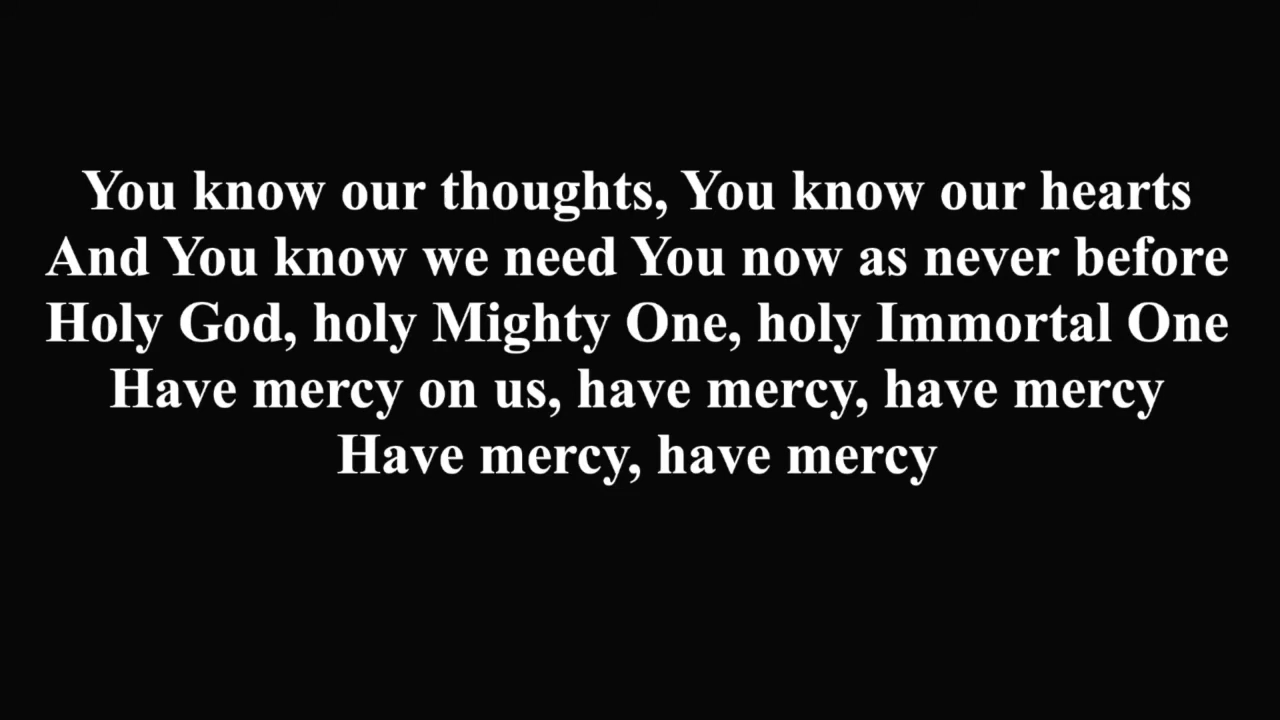 You know our thoughts, You know our hearts
And You know we need You now as never before
Holy God, holy Mighty One, holy Immortal One
Have mercy on us, have mercy, have mercy
Have mercy, have mercy